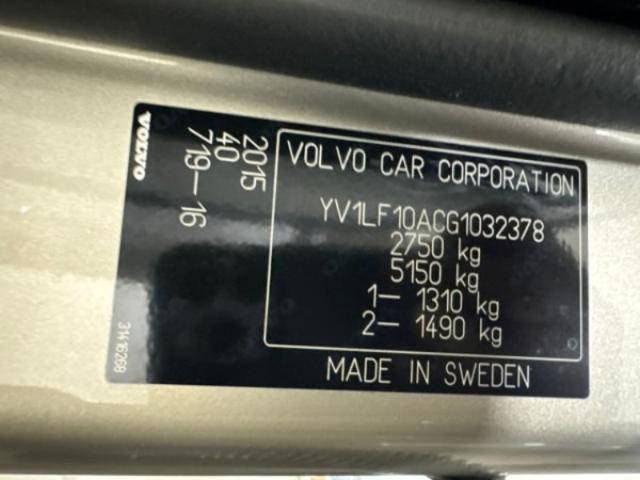 VOLVO
2015
40
719-16
31416268
VOLVO CAR CORPORATION
YV1LF10ACG1032378
2750 kg
5150 kg
1- 1310 kg
2- 1490 kg
MADE IN SWEDEN